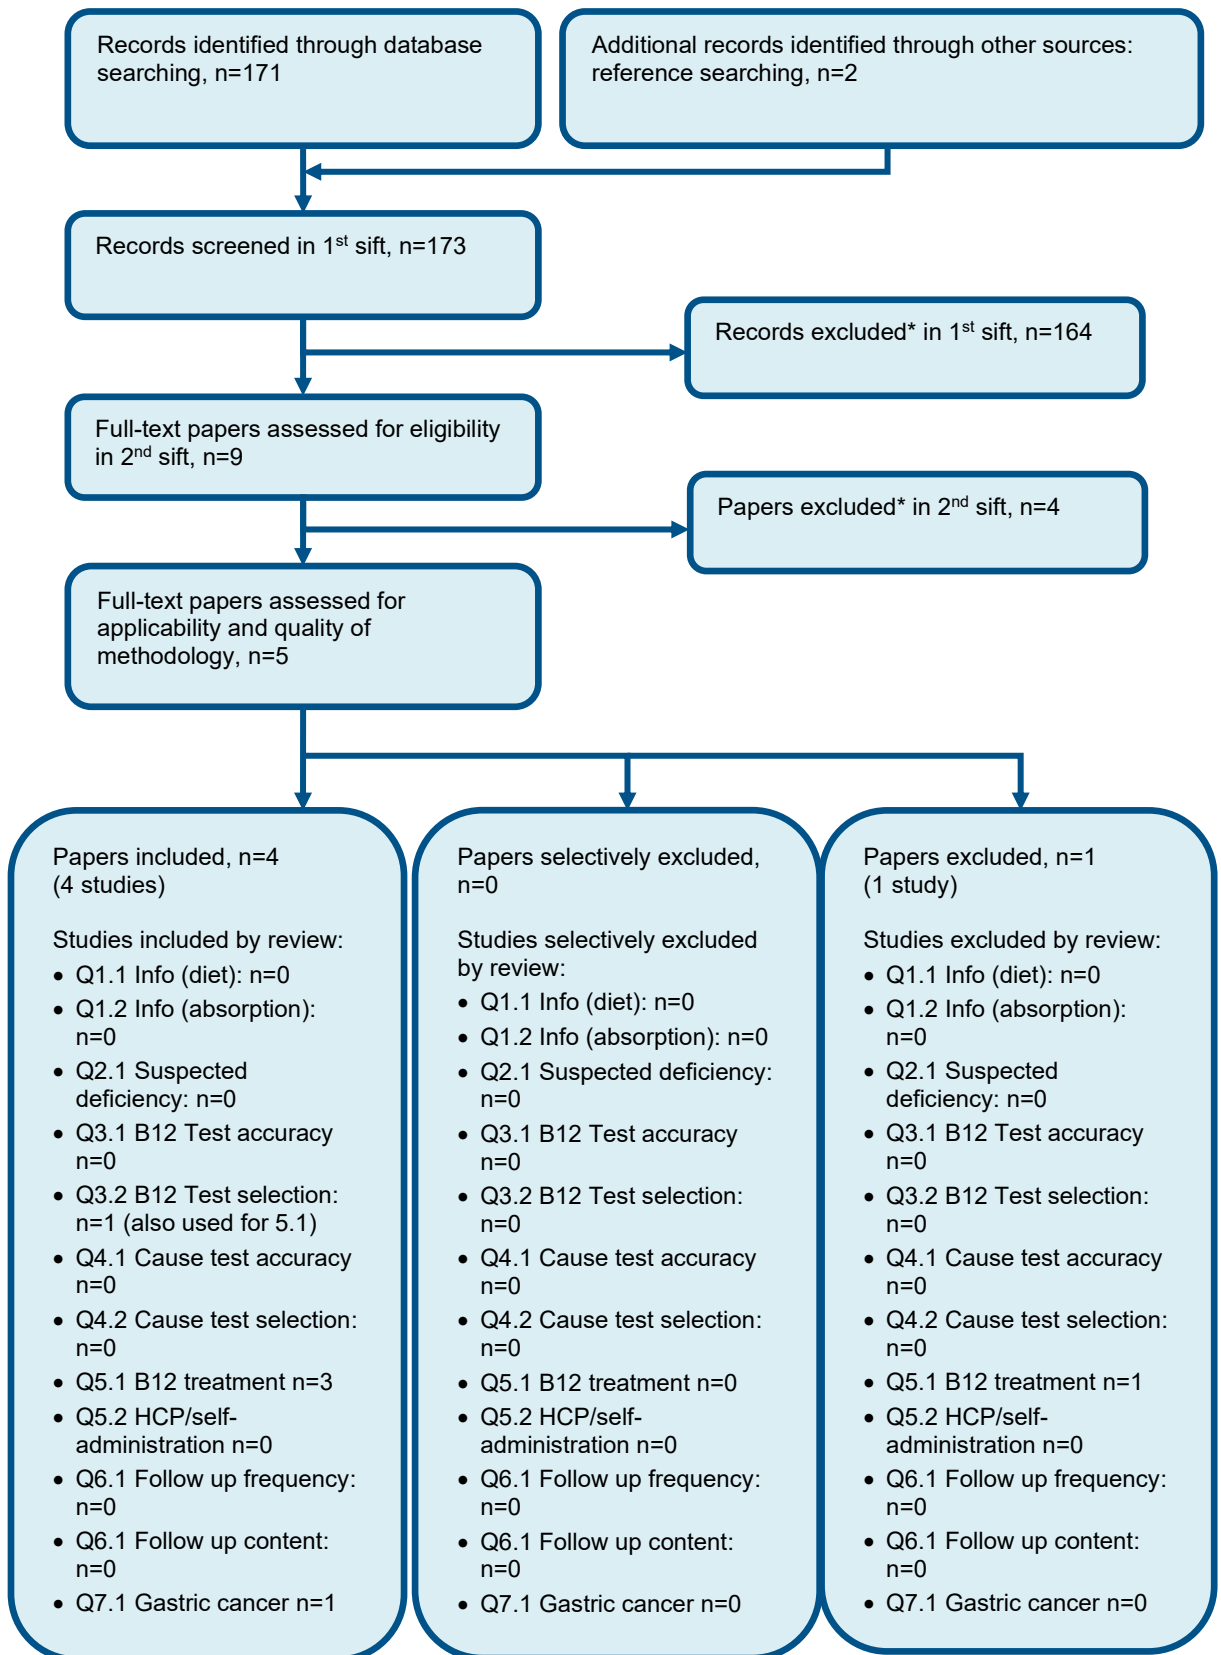 Records identified through database
searching, n=171
Additional records identified through other sources:
reference searching, n=2
Records screened in 1st sift, n=173
Records excluded* in 1st sift, n=164
Full-text papers assessed for eligibility
in 2nd sift, n=9
Papers excluded* in 2nd sift, n=4
Full-text papers assessed for
applicability and quality of
methodology, n=5
Papers included, n=4
(4 studies)
Studies included by review:
• Q1.1 Info (diet): n=0
• Q1.2 Info (absorption):
n=0
• Q2.1 Suspected
deficiency: n=0
• Q3.1 B12 Test accuracy
n=0
• Q3.2 B12 Test selection:
n=1 (also used for 5.1)
• Q4.1 Cause test accuracy
n=0
• Q4.2 Cause test selection:
n=0
• Q5.1 B12 treatment n=3
• Q5.2 HCP/self-
administration n=0
• Q6.1 Follow up frequency:
n=0
• Q6.1 Follow up content:
n=0
• Q7.1 Gastric cancer n=1
Papers selectively excluded,
n=0
Studies selectively excluded
by review:
• Q1.1 Info (diet): n=0
• Q1.2 Info (absorption): n=0
• Q2.1 Suspected deficiency:
n=0
• Q3.1 B12 Test accuracy
n=0
• Q3.2 B12 Test selection:
n=0
• Q4.1 Cause test accuracy
n=0
• Q4.2 Cause test selection:
n=0
• Q5.1 B12 treatment n=0
• Q5.2 HCP/self-
administration n=0
• Q6.1 Follow up frequency:
n=0
• Q6.1 Follow up content:
n=0
• Q7.1 Gastric cancer n=0
Papers excluded, n=1
(1 study)
Studies excluded by review:
• Q1.1 Info (diet): n=0
• Q1.2 Info (absorption):
n=0
• Q2.1 Suspected
deficiency: n=0
• Q3.1 B12 Test accuracy
n=0
• Q3.2 B12 Test selection:
n=0
• Q4.1 Cause test accuracy
n=0
• Q4.2 Cause test selection:
n=0
• Q5.1 B12 treatment n=1
• Q5.2 HCP/self-
administration n=0
• Q6.1 Follow up frequency:
n=0
• Q6.1 Follow up content:
n=0
• Q7.1 Gastric cancer n=0